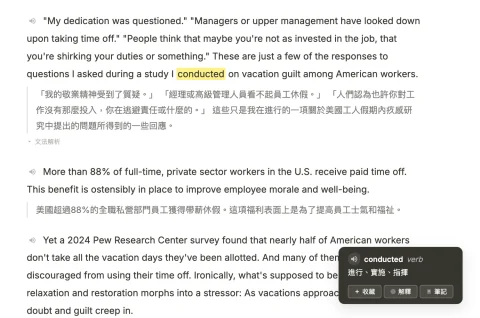 "My dedication was questioned." "Managers or upper management have looked down
upon taking time off." "People think that maybe you're not as invested in the job, that
you're shirking your duties or something." These are just a few of the responses to
questions I asked during a study I conducted on vacation guilt among American workers.
「我的敬業精神受到了質疑。」 「經理或高級管理人員看不起員工休假。」 「人們認為也許你對工
作沒有那麼投入，你在逃避責任或什麼的。」 這些只是我在進行的一項關於美國工人假期內疚感研
究中提出的問題所得到的一些回應。
文法解析
More than 88% of full-time, private sector workers in the U.S. receive paid time off.
This benefit is ostensibly in place to improve employee morale and well-being.
美國超過88%的全職私營部門員工獲得帶薪休假。這項福利表面上是為了提高員工士氣和福祉。
Yet a 2024 Pew Research Center survey found that nearly half of American workers
don't take all the vacation days they've been allotted. And many of them
discouraged from using their time off. Ironically, what's supposed to be
relaxation and restoration morphs into a stressor: As vacations approac
doubt and guilt creep in.
conducted verb
進行、實施、指揮
+ 收藏 解釋 筆記